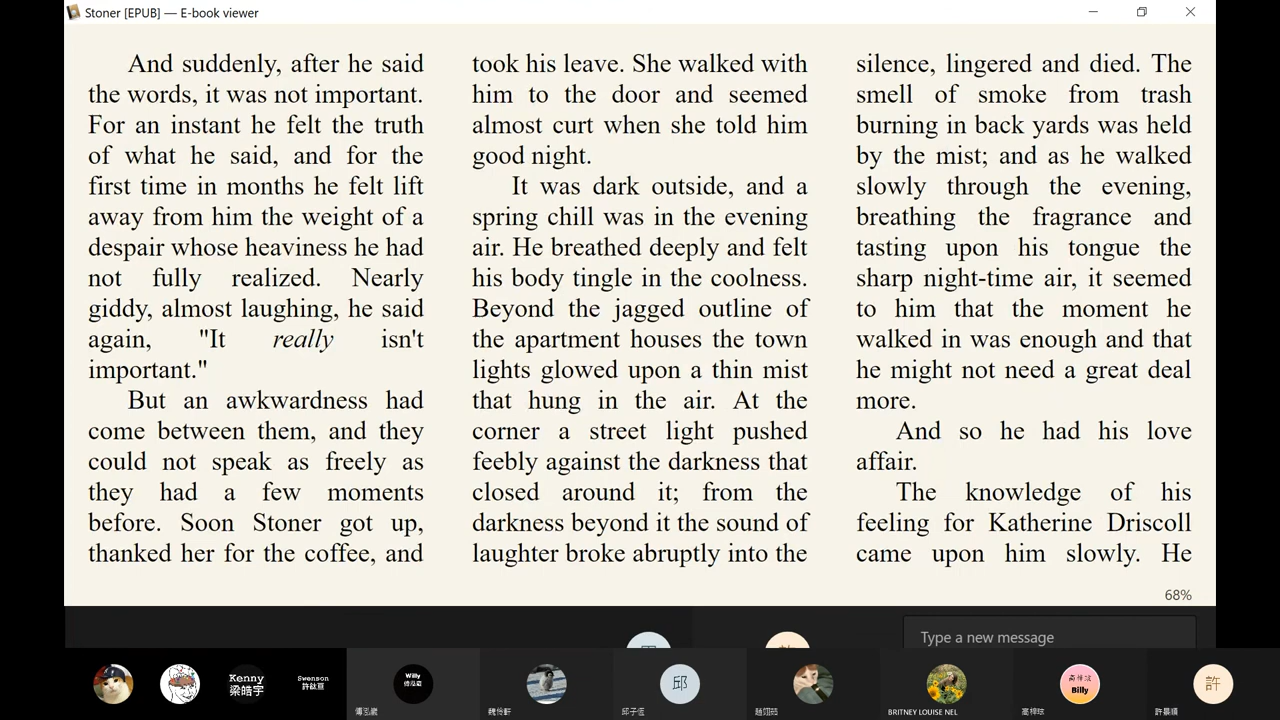 Stoner [EPUB] — E-book viewer
And suddenly, after he said
the words, it was not important.
For an instant he felt the truth
of what he said, and for the
first time in months he felt lift
away from him the weight of a
despair whose heaviness he had
not fully realized. Nearly
giddy, almost laughing, he said
again, "It really isn't
important."
But an awkwardness had
come between them, and they
could not speak as freely as
they had a few moments
before. Soon Stoner got up,
thanked her for the coffee, and
took his leave. She walked with
him to the door and seemed
almost curt when she told him
good night.
It was dark outside, and a
spring chill was in the evening
air. He breathed deeply and felt
his body tingle in the coolness.
Beyond the jagged outline of
the apartment houses the town
lights glowed upon a thin mist
that hung in the air. At the
corner a street light pushed
feebly against the darkness that
closed around it; from the
darkness beyond it the sound of
laughter broke abruptly into the
silence, lingered and died. The
smell of smoke from trash
burning in back yards was held
by the mist; and as he walked
slowly through the evening,
breathing the fragrance and
tasting upon his tongue the
sharp night-time air, it seemed
to him that the moment he
walked in was enough and that
he might not need a great deal
more.
And so he had his love
affair.
The knowledge of his
feeling for Katherine Driscoll
came upon him slowly. He
68%
Type a new message
Kenny
梁皓宇
Swenson
Willy
邱
高梓球
Billy
許
邱子恆
BRITNEY LOUISE NEL